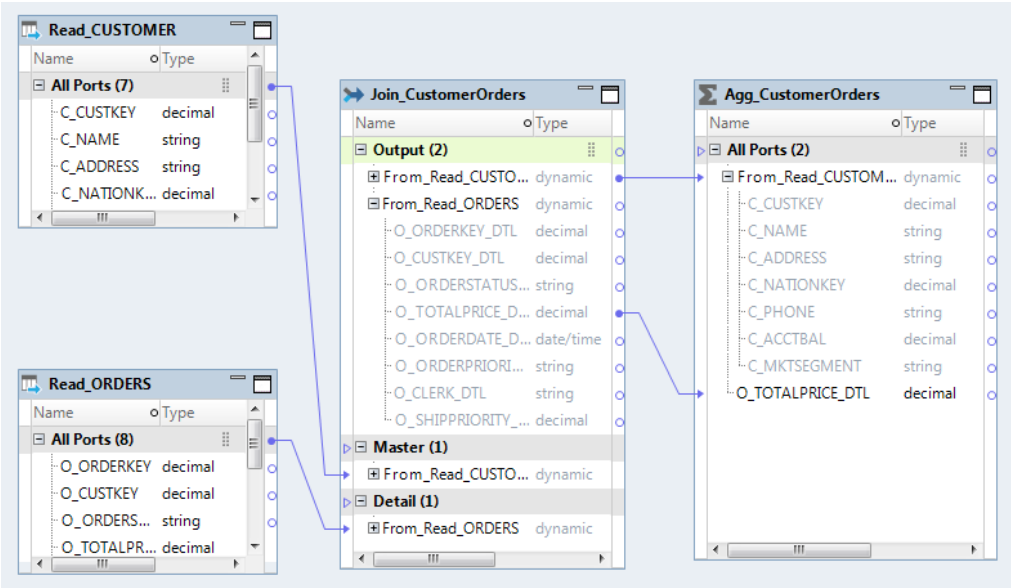 Read_CUSTOMER
Name Type
All Ports (7)
C_CUSTKEY decimal
C_NAME string
C_ADDRESS string
C_NATIONK... decimal
Join_CustomerOrders
Name Type
Output (2)
From_Read_CUSTO... dynamic
From_Read_ORDERS dynamic
O_ORDERKEY_DTL decimal
O_CUSTKEY_DTL decimal
O_ORDERSTATUS... string
O_TOTALPRICE_D... decimal
O_ORDERDATE_D... date/time
O_ORDERPRIORI... string
O_CLERK_DTL string
O_SHIPPRIORITY_... decimal
Master (1)
From_Read_CUSTO... dynamic
Detail (1)
From_Read_ORDERS dynamic
Agg_CustomerOrders
Name Type
All Ports (2)
From_Read_CUSTOM... dynamic
C_CUSTKEY decimal
C_NAME string
C_ADDRESS string
C_NATIONKEY decimal
C_PHONE string
C_ACCTBAL decimal
C_MKTSEGMENT string
O_TOTALPRICE_DTL decimal
Read_ORDERS
Name Type
All Ports (8)
O_ORDERKEY decimal
O_CUSTKEY decimal
O_ORDERS... string
O_TOTALPR... decimal